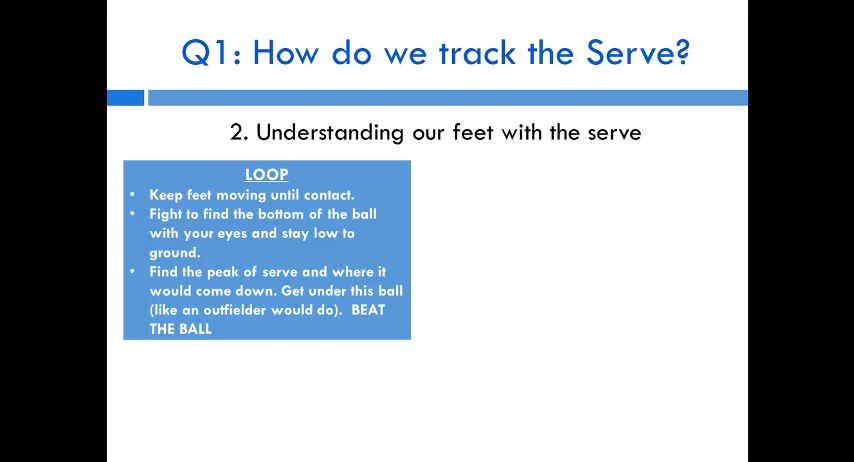 Q1: How do we track the Serve?
2. Understanding our feet with the serve
LOOP
• Keep feet moving until contact.
• Fight to find the bottom of the ball
with your eyes and stay low to
ground.
• Find the peak of serve and where it
would come down. Get under this ball
(like an outfielder would do). BEAT
THE BALL